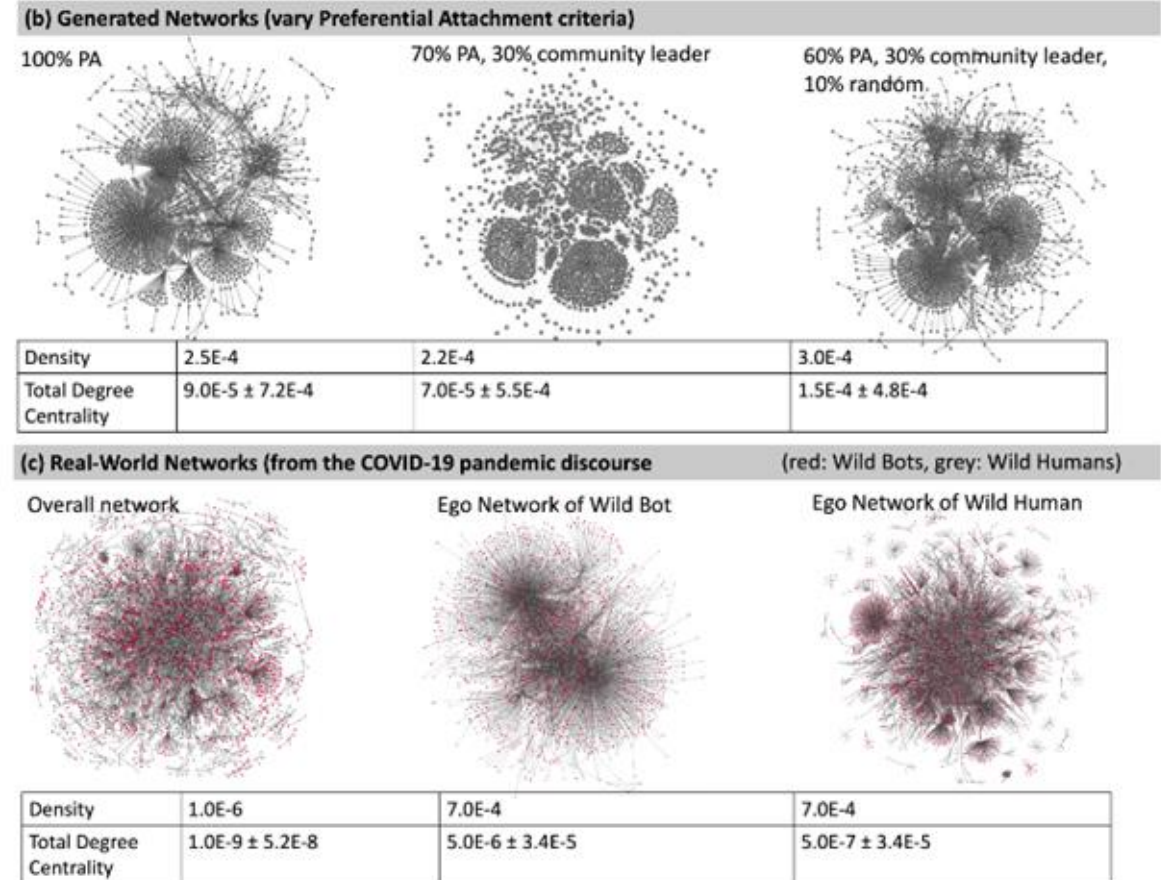 (b) Generated Networks (vary Preferential Attachment criteria)
100% PA
70% PA, 30% community leader
60% PA, 30% community leader,
10% random
Density 2.5E-4 2.2E-4 3.0E-4
Total Degree 9.0E-5 ± 7.2E-4 7.0E-5 ± 5.5E-4 1.5E-4 ± 4.8E-4
Centrality
(c) Real-World Networks (from the COVID-19 pandemic discourse (red: Wild Bots, grey: Wild Humans)
Overall network
Ego Network of Wild Bot
Ego Network of Wild Human
Density 1.0E-6 7.0E-4 7.0E-4
Total Degree 1.0E-9 ± 5.2E-8 5.0E-6 ± 3.4E-5 5.0E-7 ± 3.4E-5
Centrality